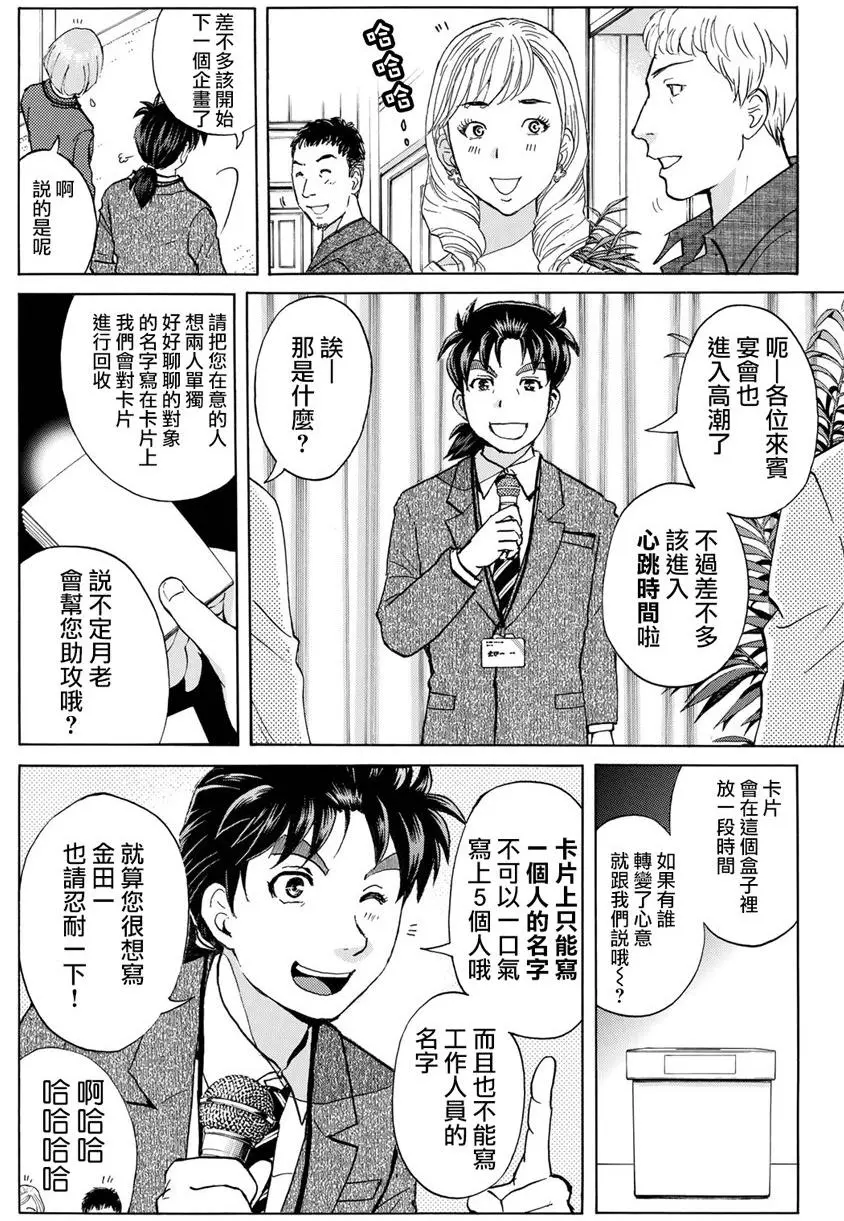 哈哈哈哈
差不多該開始
下一個企畫了
啊
說的是呢
呃ー各位來賓
宴會也
進入高潮了
不過差不多
該進入
心跳時間啦
誒ー
那是什麼?
請把您在意的人
想兩人單獨
好好聊聊的對象
的名字寫在卡片上
我們會對卡片
進行回收
說不定月老
會幫您助攻哦?
卡片
會在這個盒子裡
放一段時間
如果有誰
轉變了心意
就跟我們說哦~?
卡片上只能寫
一個人的名字
不可以一口氣
寫上5個人哦
而且也不能寫
工作人員的
名字
就算您很想寫
金田一
也請忍耐一下!
啊哈哈
哈哈哈哈